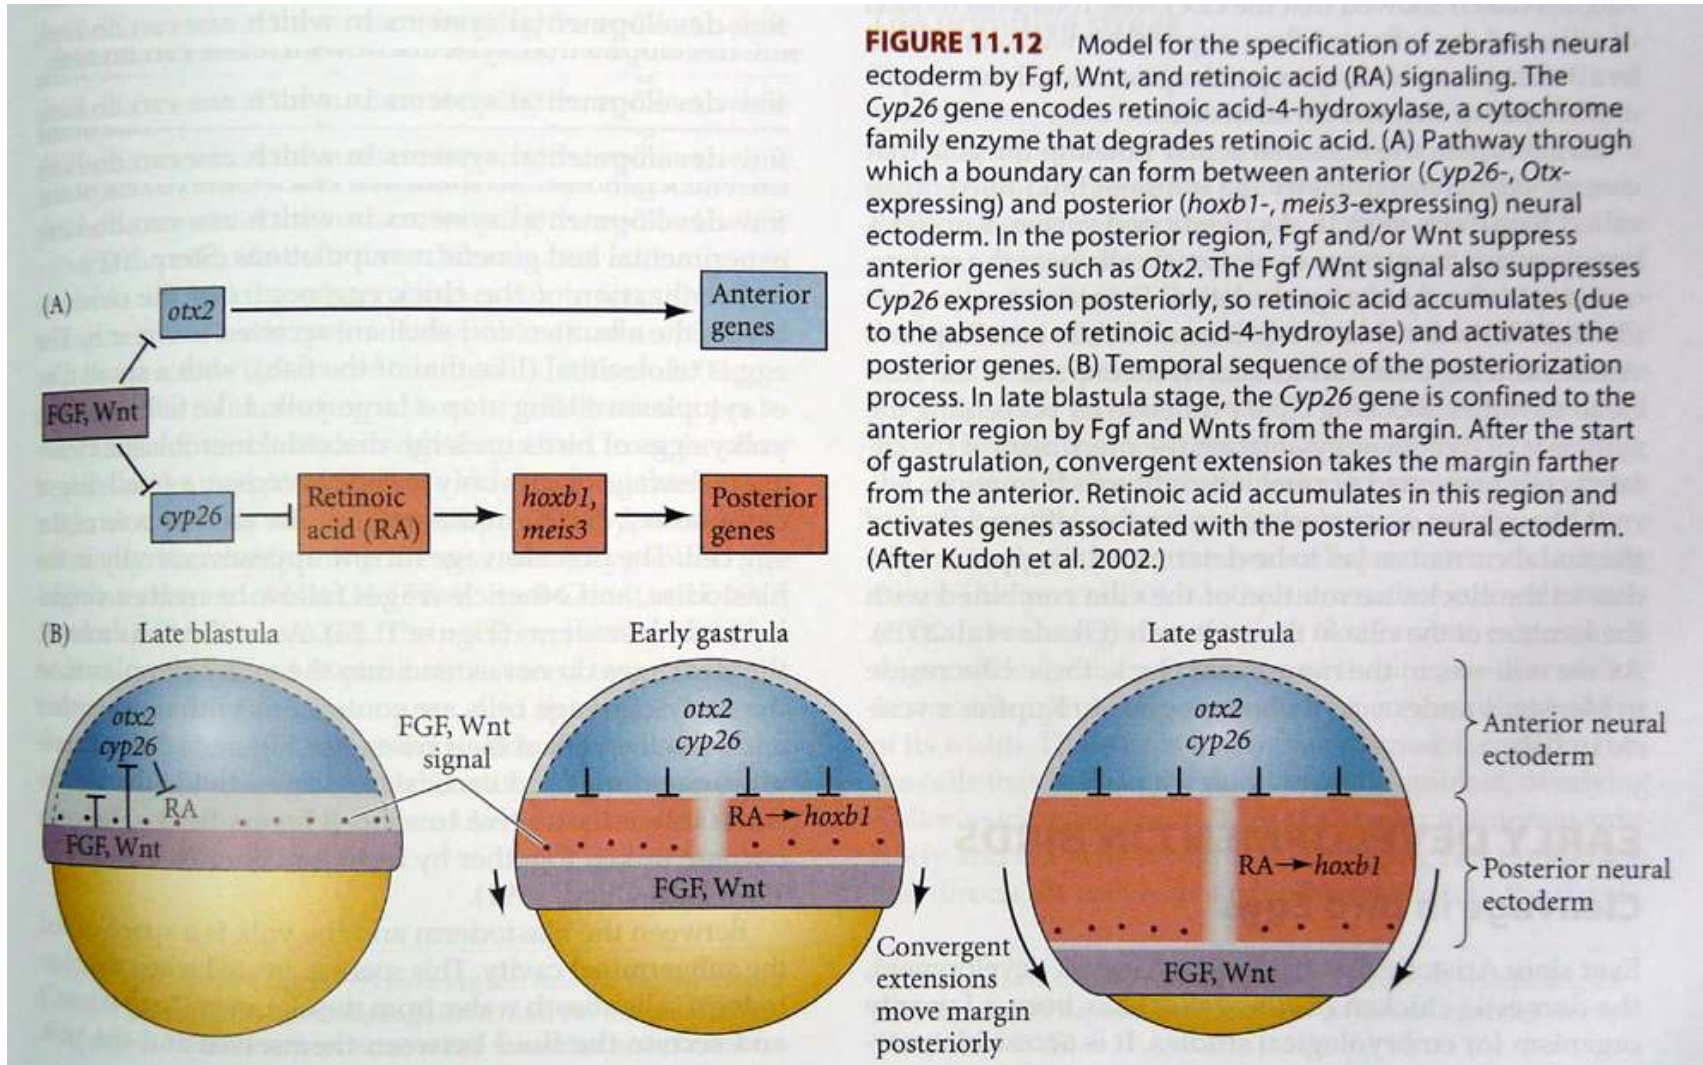 FIGURE 11.12 Model for the specification of zebrafish neural
ectoderm by Fgf, Wnt, and retinoic acid (RA) signaling. The
Cyp26 gene encodes retinoic acid-4-hydroxylase, a cytochrome
family enzyme that degrades retinoic acid. (A) Pathway through
which a boundary can form between anterior (Cyp26-, Otx-
expressing) and posterior (hoxb1-, meis3-expressing) neural
ectoderm. In the posterior region, Fgf and/or Wnt suppress
anterior genes such as Otx2. The Fgf /Wnt signal also suppresses
Cyp26 expression posteriorly, so retinoic acid accumulates (due
to the absence of retinoic acid-4-hydroylase) and activates the
posterior genes. (B) Temporal sequence of the posteriorization
process. In late blastula stage, the Cyp26 gene is confined to the
anterior region by Fgf and Wnts from the margin. After the start
of gastrulation, convergent extension takes the margin farther
from the anterior. Retinoic acid accumulates in this region and
activates genes associated with the posterior neural ectoderm.
(After Kudoh et al. 2002.)
(A)
otx2
Anterior
genes
FGF, Wnt
cyp26
Retinoic
acid (RA)
hoxb1,
meis3
Posterior
genes
(B)
Late blastula
otx2
cyp26
RA
FGF, Wnt
FGF, Wnt
signal
Early gastrula
otx2
cyp26
RA → hoxb1
FGF, Wnt
Convergent
extensions
move margin
posteriorly
Late gastrula
otx2
cyp26
RA → hoxb1
FGF, Wnt
Anterior neural
ectoderm
Posterior neural
ectoderm